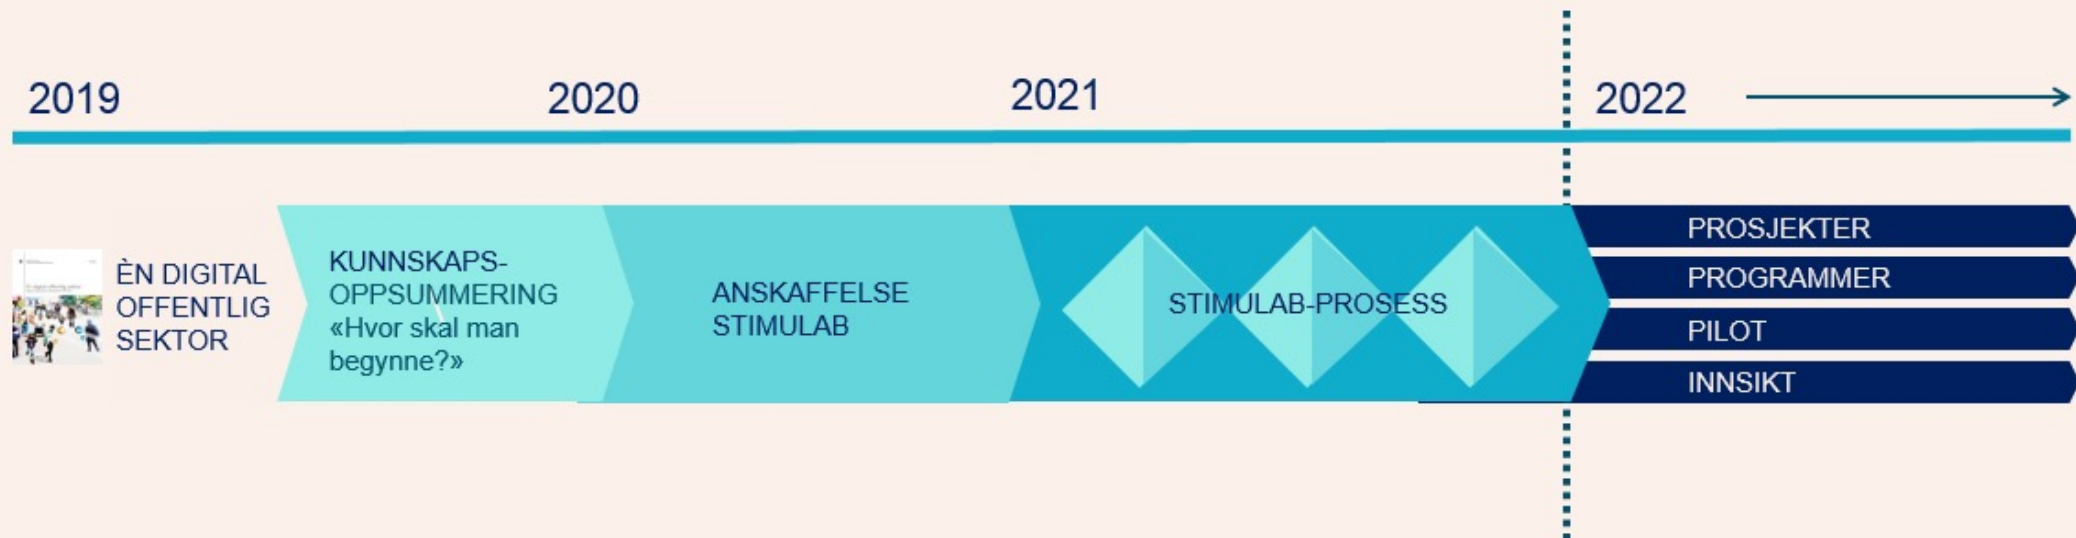 2019
2020
2021
2022
ÈN DIGITAL
OFFENTLIG
SEKTOR
KUNNSKAPS-
OPPSUMMERING
«Hvor skal man
begynne?»
ANSKAFFELSE
STIMULAB
STIMULAB-PROSESS
PROSJEKTER
PROGRAMMER
PILOT
INNSIKT